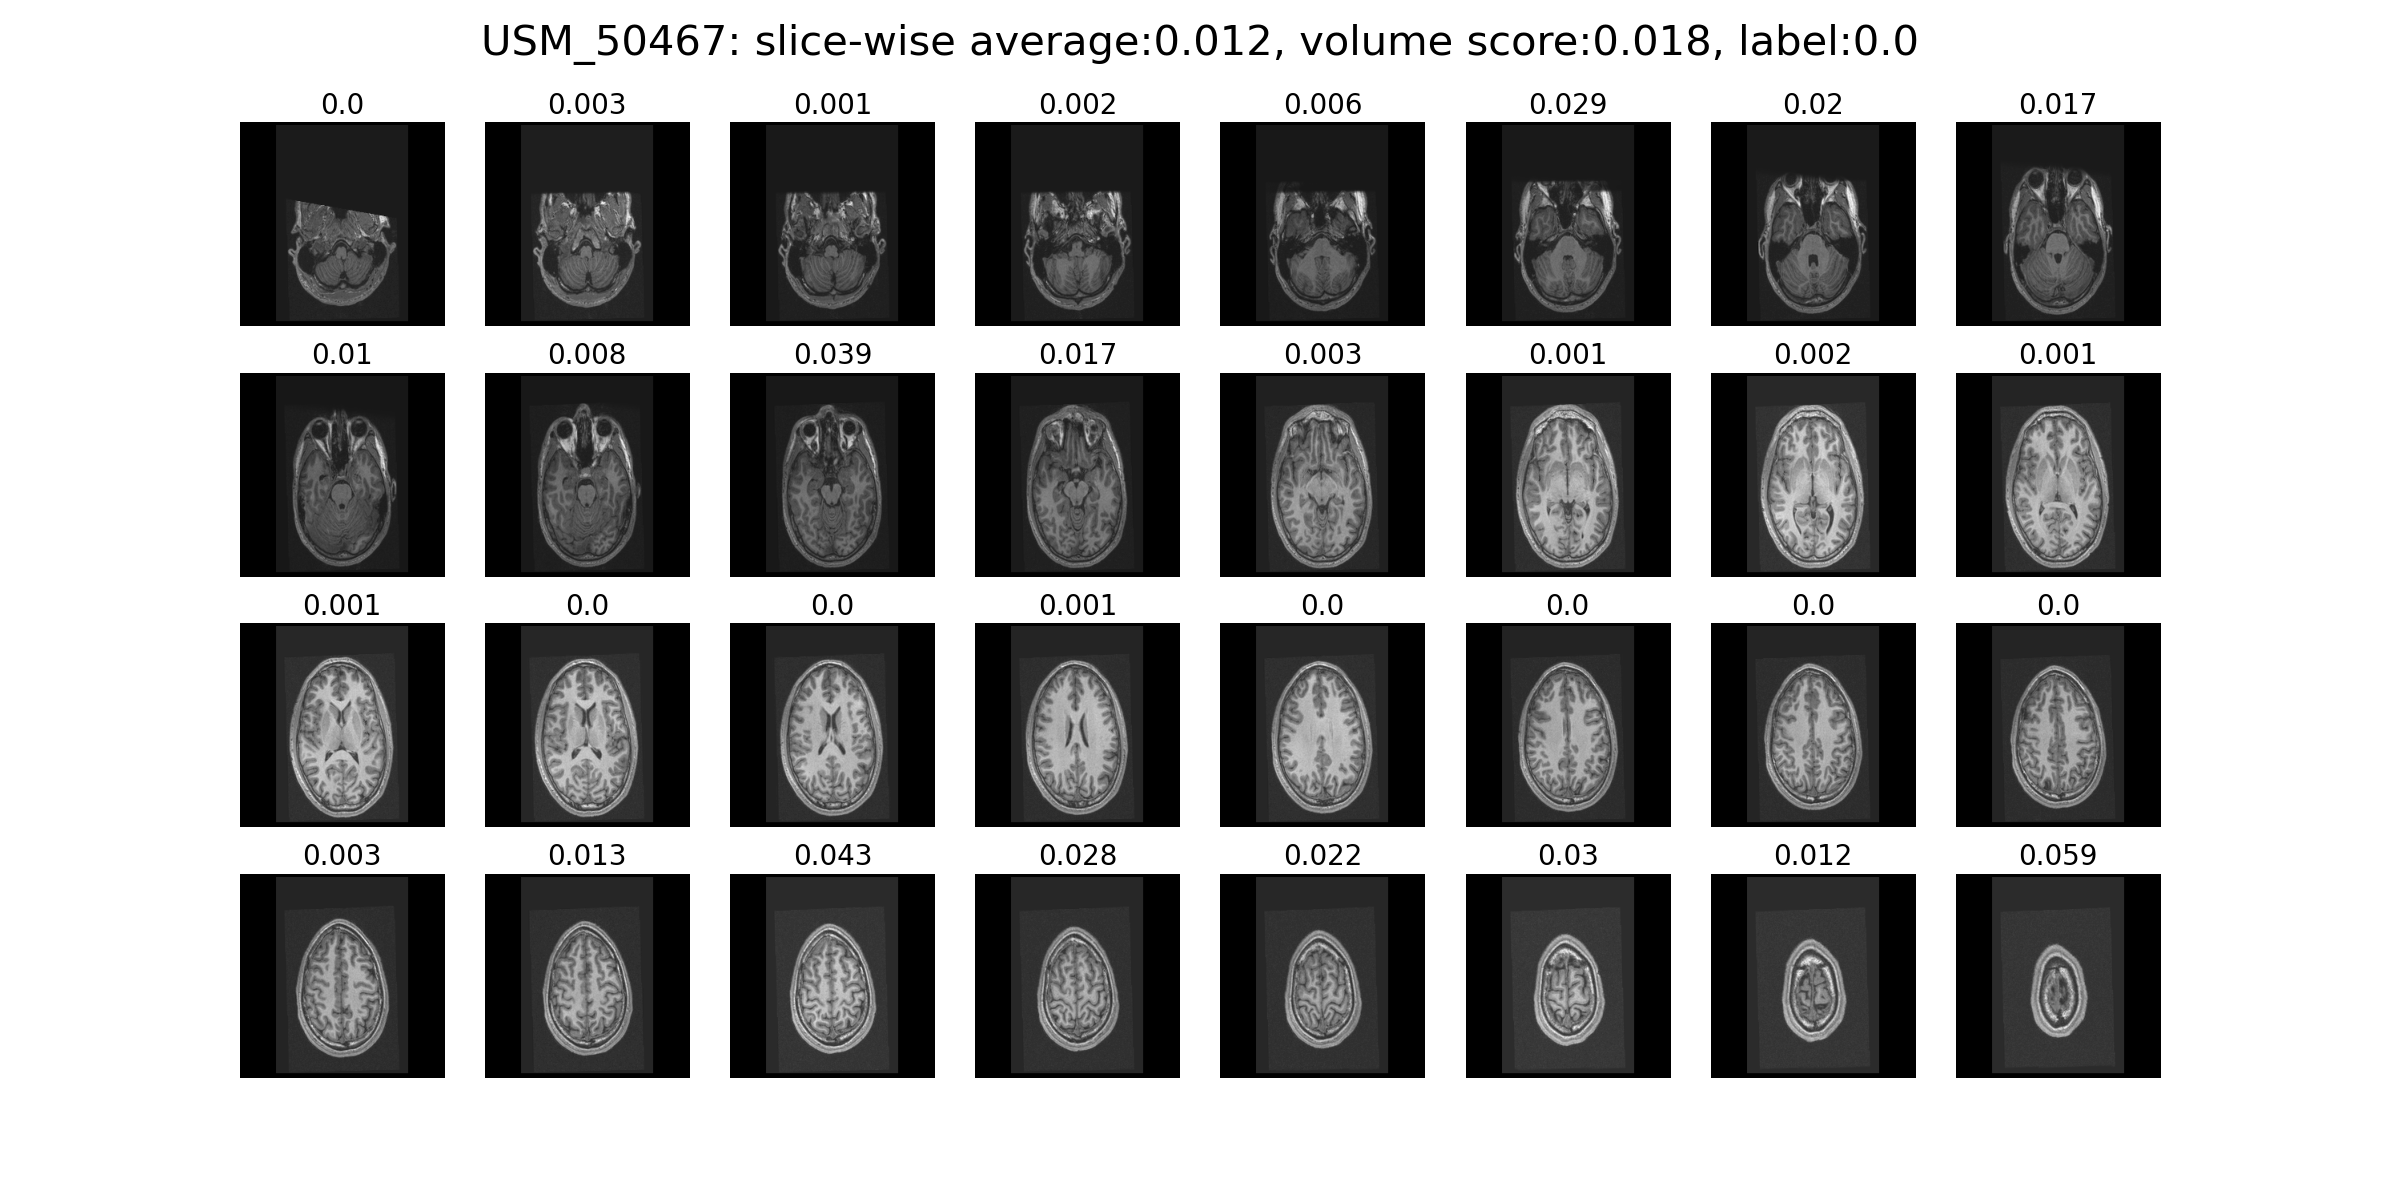 USM_50467: slice-wise average:0.012, volume score:0.018, label:0.0
0.0 0.003 0.001 0.002 0.006 0.029 0.02 0.017
0.01 0.008 0.039 0.017 0.003 0.001 0.002 0.001
0.001 0.0 0.0 0.001 0.0 0.0 0.0 0.0
0.003 0.013 0.043 0.028 0.022 0.03 0.012 0.059